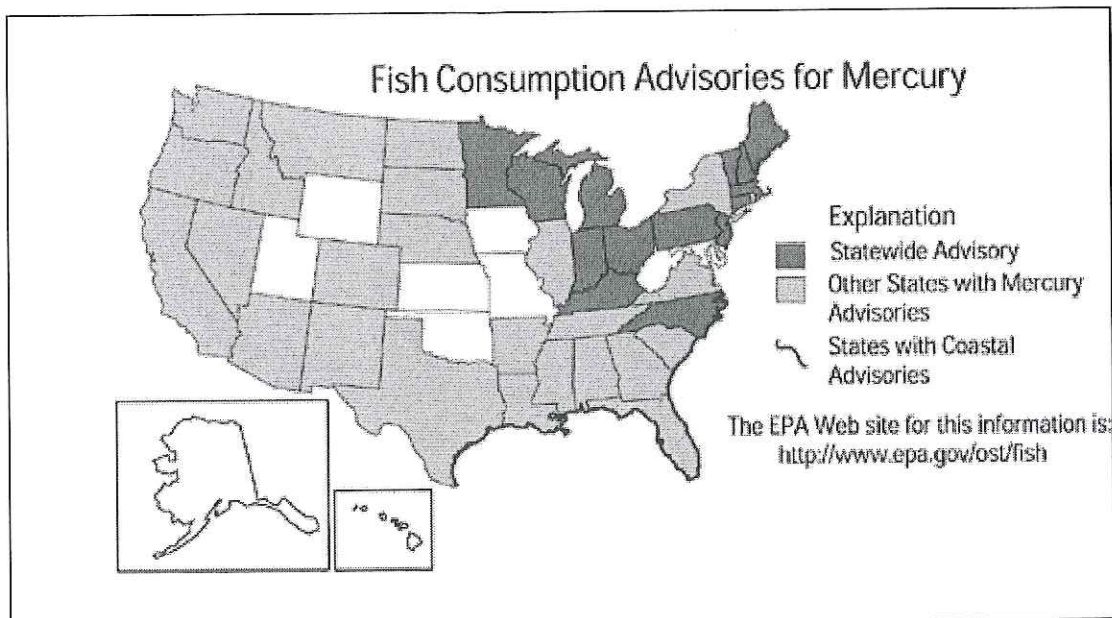 Fish Consumption Advisories for Mercury
Explanation
Statewide Advisory
Other States with Mercury
Advisories
States with Coastal
Advisories
The EPA Web site for this information is:
http://www.epa.gov/ost/fish